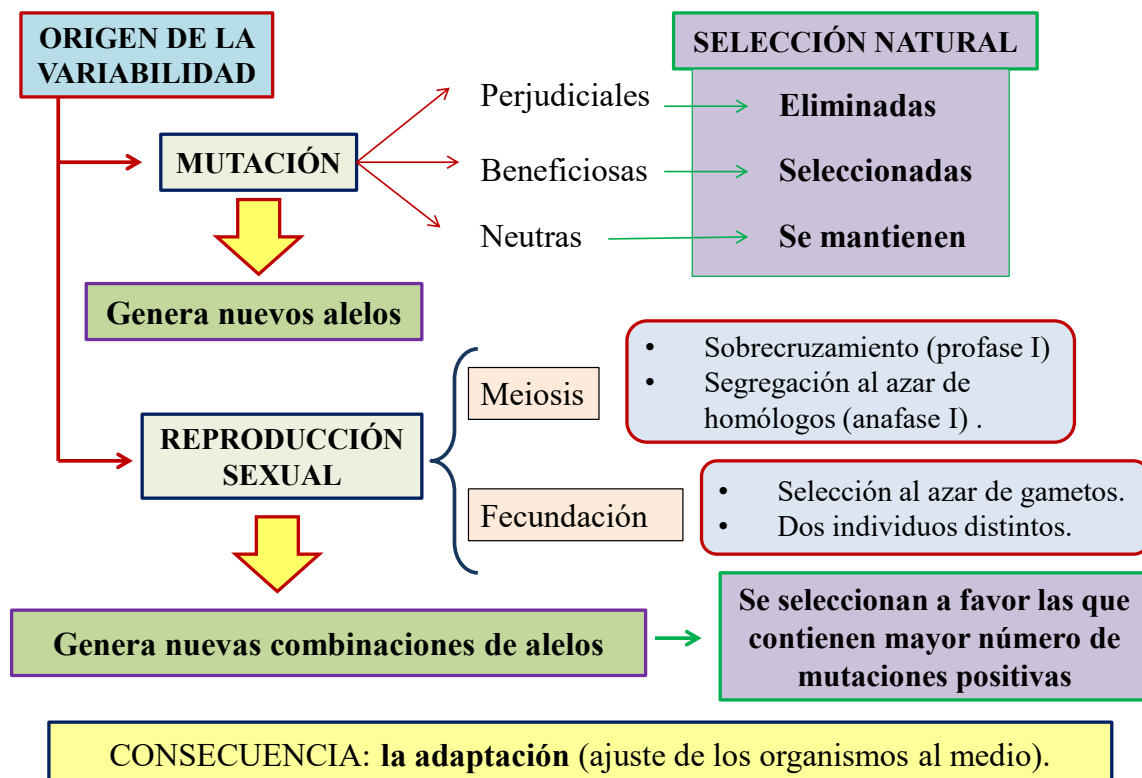 ORIGEN DE LA
VARIABILIDAD
SELECCIÓN NATURAL
MUTACIÓN
Perjudiciales
Eliminadas
Beneficiosas
Seleccionadas
Neutras
Se mantienen
Genera nuevos alelos
REPRODUCCIÓN
SEXUAL
Meiosis
• Sobrecruzamiento (profase I)
• Segregación al azar de
homólogos (anafase I) .
Fecundación
• Selección al azar de gametos.
• Dos individuos distintos.
Genera nuevas combinaciones de alelos
Se seleccionan a favor las que
contienen mayor número de
mutaciones positivas
CONSECUENCIA: la adaptación (ajuste de los organismos al medio).